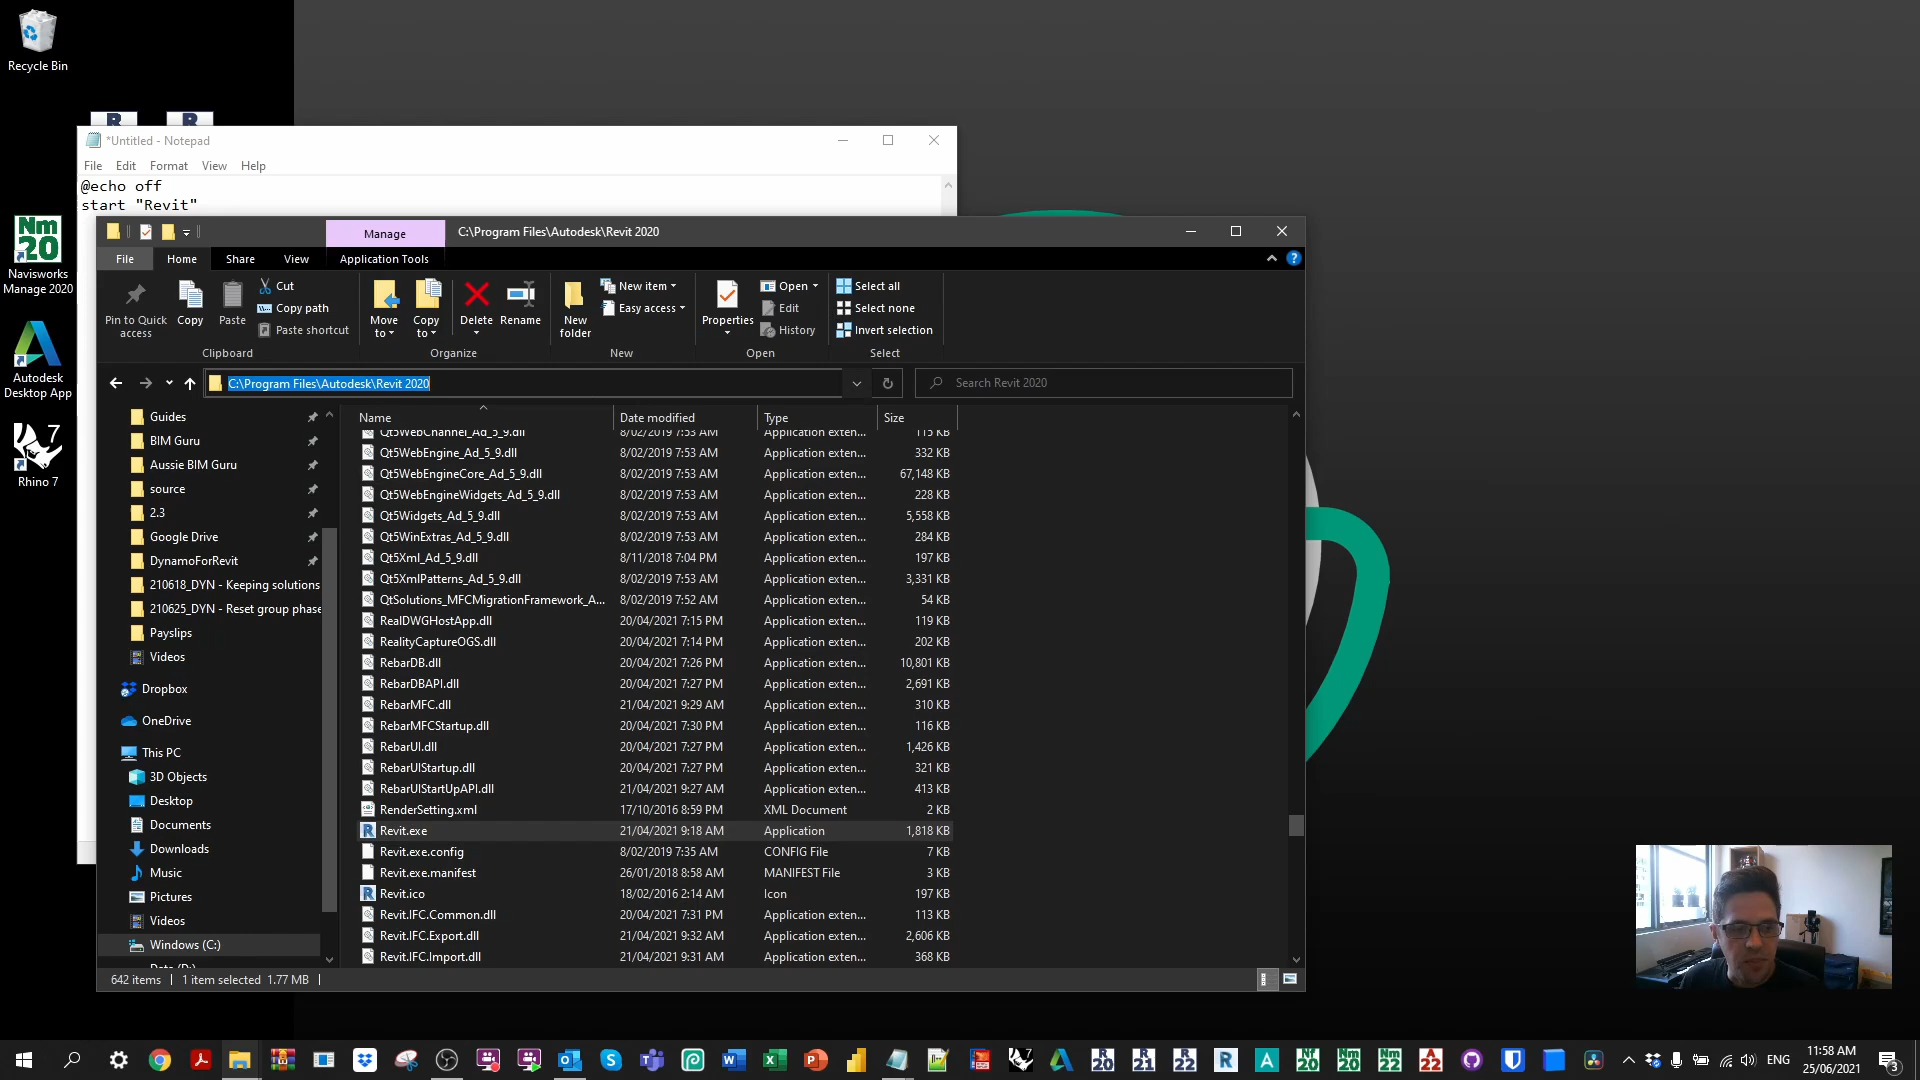 Recycle Bin
*Untitled - Notepad
File Edit Format View Help
@echo off
start "Revit"
Nm
20
Navisworks
Manage 2020
Autodesk
Desktop App
7
Rhino 7
Manage
C:\Program Files\Autodesk\Revit 2020
File Home Share View Application Tools
Pin to Quick
access
Copy
Paste
Cut
Copy path
Paste shortcut
Clipboard
Move
to
Copy
to
Delete
Rename
Organize
New
folder
New item
Easy access
New
Properties
Open
Edit
History
Open
Select all
Select none
Invert selection
Select
C:\Program Files\Autodesk\Revit 2020
Search Revit 2020
Guides
BIM Guru
Aussie BIM Guru
source
2.3
Google Drive
DynamoForRevit
210618_DYN - Keeping solutions
210625_DYN - Reset group phase
Payslips
Videos
Dropbox
OneDrive
This PC
3D Objects
Desktop
Documents
Downloads
Music
Pictures
Videos
Windows (C:)
Name Date modified Type Size
Qt5WebChannel_Ad_5_9.dll 8/02/2019 7:53 AM Application exten... 115 KB
Qt5WebEngine_Ad_5_9.dll 8/02/2019 7:53 AM Application exten... 332 KB
Qt5WebEngineCore_Ad_5_9.dll 8/02/2019 7:53 AM Application exten... 67,148 KB
Qt5WebEngineWidgets_Ad_5_9.dll 8/02/2019 7:53 AM Application exten... 228 KB
Qt5Widgets_Ad_5_9.dll 8/02/2019 7:53 AM Application exten... 5,558 KB
Qt5WinExtras_Ad_5_9.dll 8/02/2019 7:53 AM Application exten... 284 KB
Qt5Xml_Ad_5_9.dll 8/11/2018 7:04 PM Application exten... 197 KB
Qt5XmlPatterns_Ad_5_9.dll 8/02/2019 7:53 AM Application exten... 3,331 KB
QtSolutions_MFCMigrationFramework_A... 8/02/2019 7:52 AM Application exten... 54 KB
RealDWGHostApp.dll 20/04/2021 7:15 PM Application exten... 119 KB
RealityCaptureOGS.dll 20/04/2021 7:14 PM Application exten... 202 KB
RebarDB.dll 20/04/2021 7:26 PM Application exten... 10,801 KB
RebarDBAPI.dll 20/04/2021 7:27 PM Application exten... 2,691 KB
RebarMFC.dll 21/04/2021 9:29 AM Application exten... 310 KB
RebarMFCStartup.dll 20/04/2021 7:30 PM Application exten... 116 KB
RebarUI.dll 20/04/2021 7:27 PM Application exten... 1,426 KB
RebarUIStartup.dll 20/04/2021 7:27 PM Application exten... 321 KB
RebarUIStartUpAPI.dll 21/04/2021 9:27 AM Application exten... 413 KB
RenderSetting.xml 17/10/2016 8:59 PM XML Document 2 KB
Revit.exe 21/04/2021 9:18 AM Application 1,818 KB
Revit.exe.config 8/02/2019 7:35 AM CONFIG File 7 KB
Revit.exe.manifest 26/01/2018 8:58 AM MANIFEST File 3 KB
Revit.ico 18/02/2016 2:14 AM Icon 197 KB
Revit.IFC.Common.dll 20/04/2021 7:31 PM Application exten... 113 KB
Revit.IFC.Export.dll 21/04/2021 9:32 AM Application exten... 2,606 KB
Revit.IFC.Import.dll 21/04/2021 9:31 AM Application exten... 368 KB
642 items 1 item selected 1.77 MB
ENG
11:58 AM
25/06/2021
3